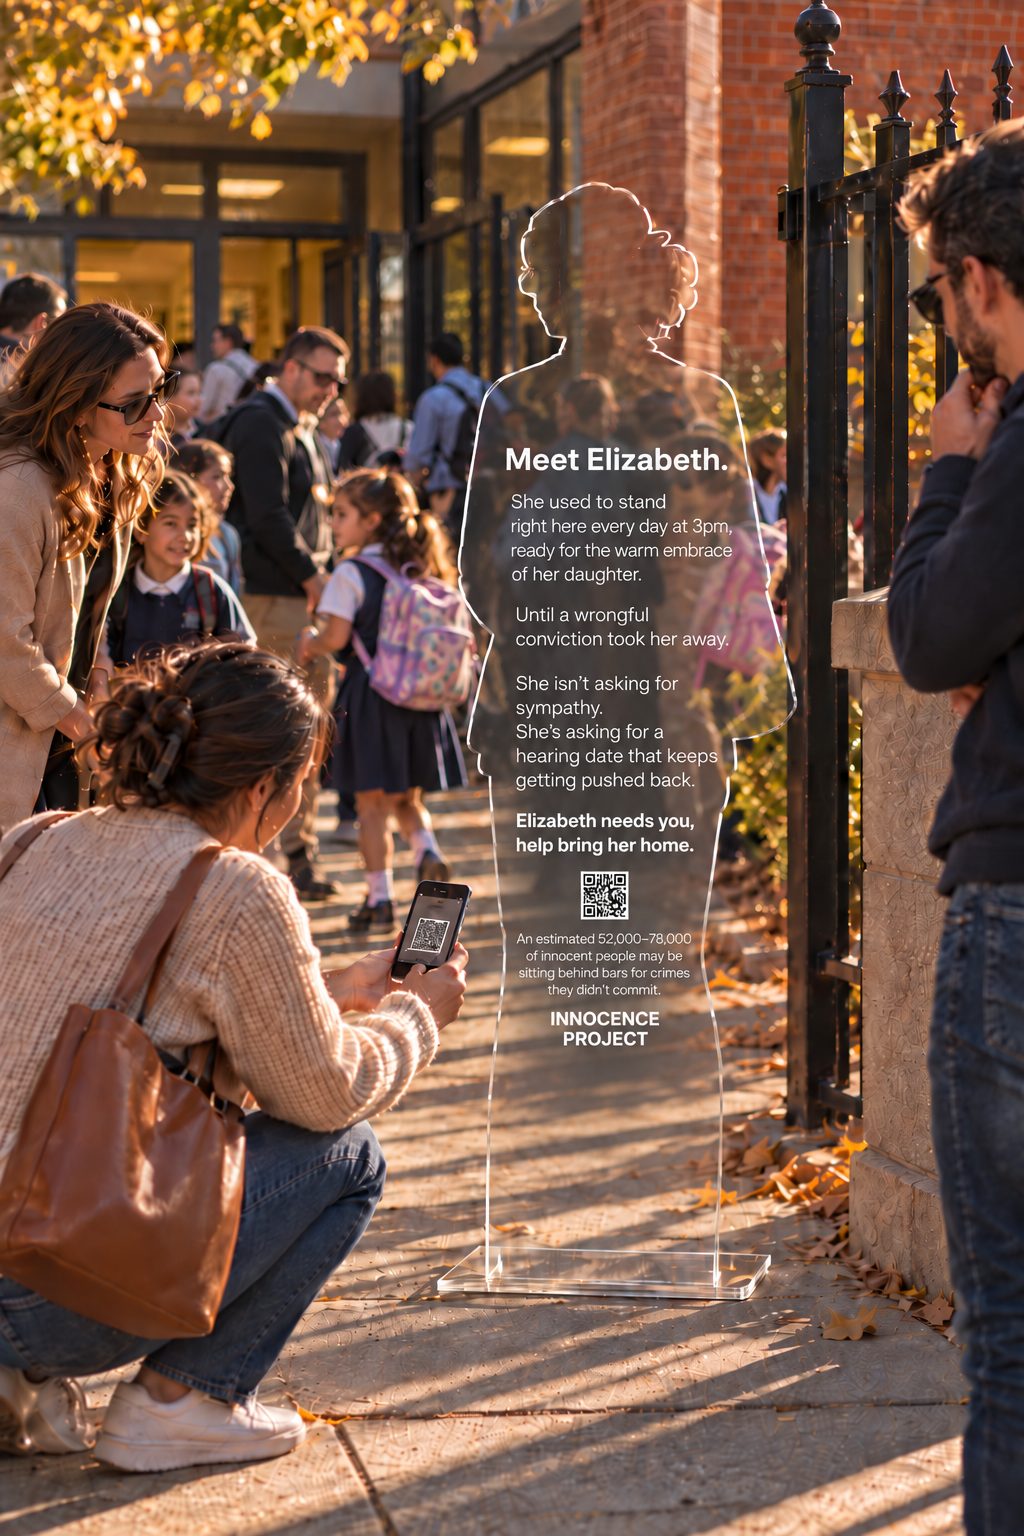 Meet Elizabeth.
She used to stand
right here every day at 3pm,
ready for the warm embrace
of her daughter.
Until a wrongful
conviction took her away.
She isn’t asking for
sympathy.
She’s asking for a
hearing date that keeps
getting pushed back.
Elizabeth needs you,
help bring her home.
An estimated 52,000–78,000
of innocent people may be
sitting behind bars for crimes
they didn’t commit.
INNOCENCE
PROJECT